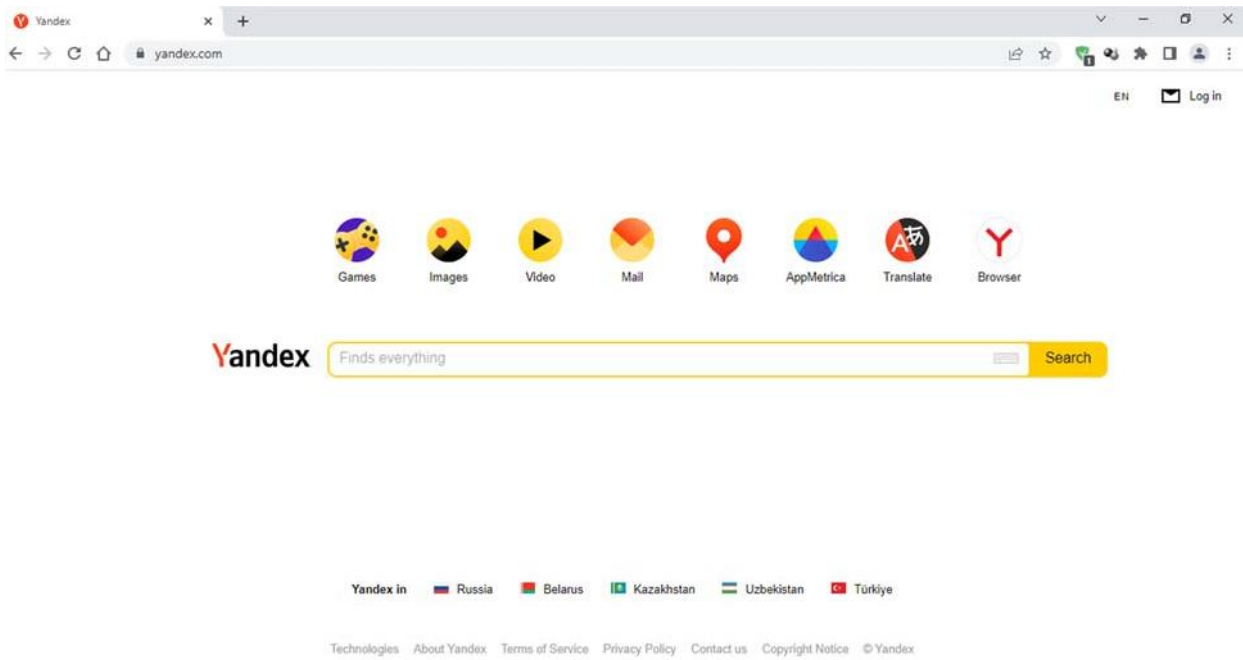 Yandex
yandex.com
1
EN Log in
Games Images Video Mail Maps AppMetrica Translate Browser
Yandex Finds everything Search
Yandex in Russia Belarus Kazakhstan Uzbekistan Türkiye
Technologies About Yandex Terms of Service Privacy Policy Contact us Copyright Notice © Yandex